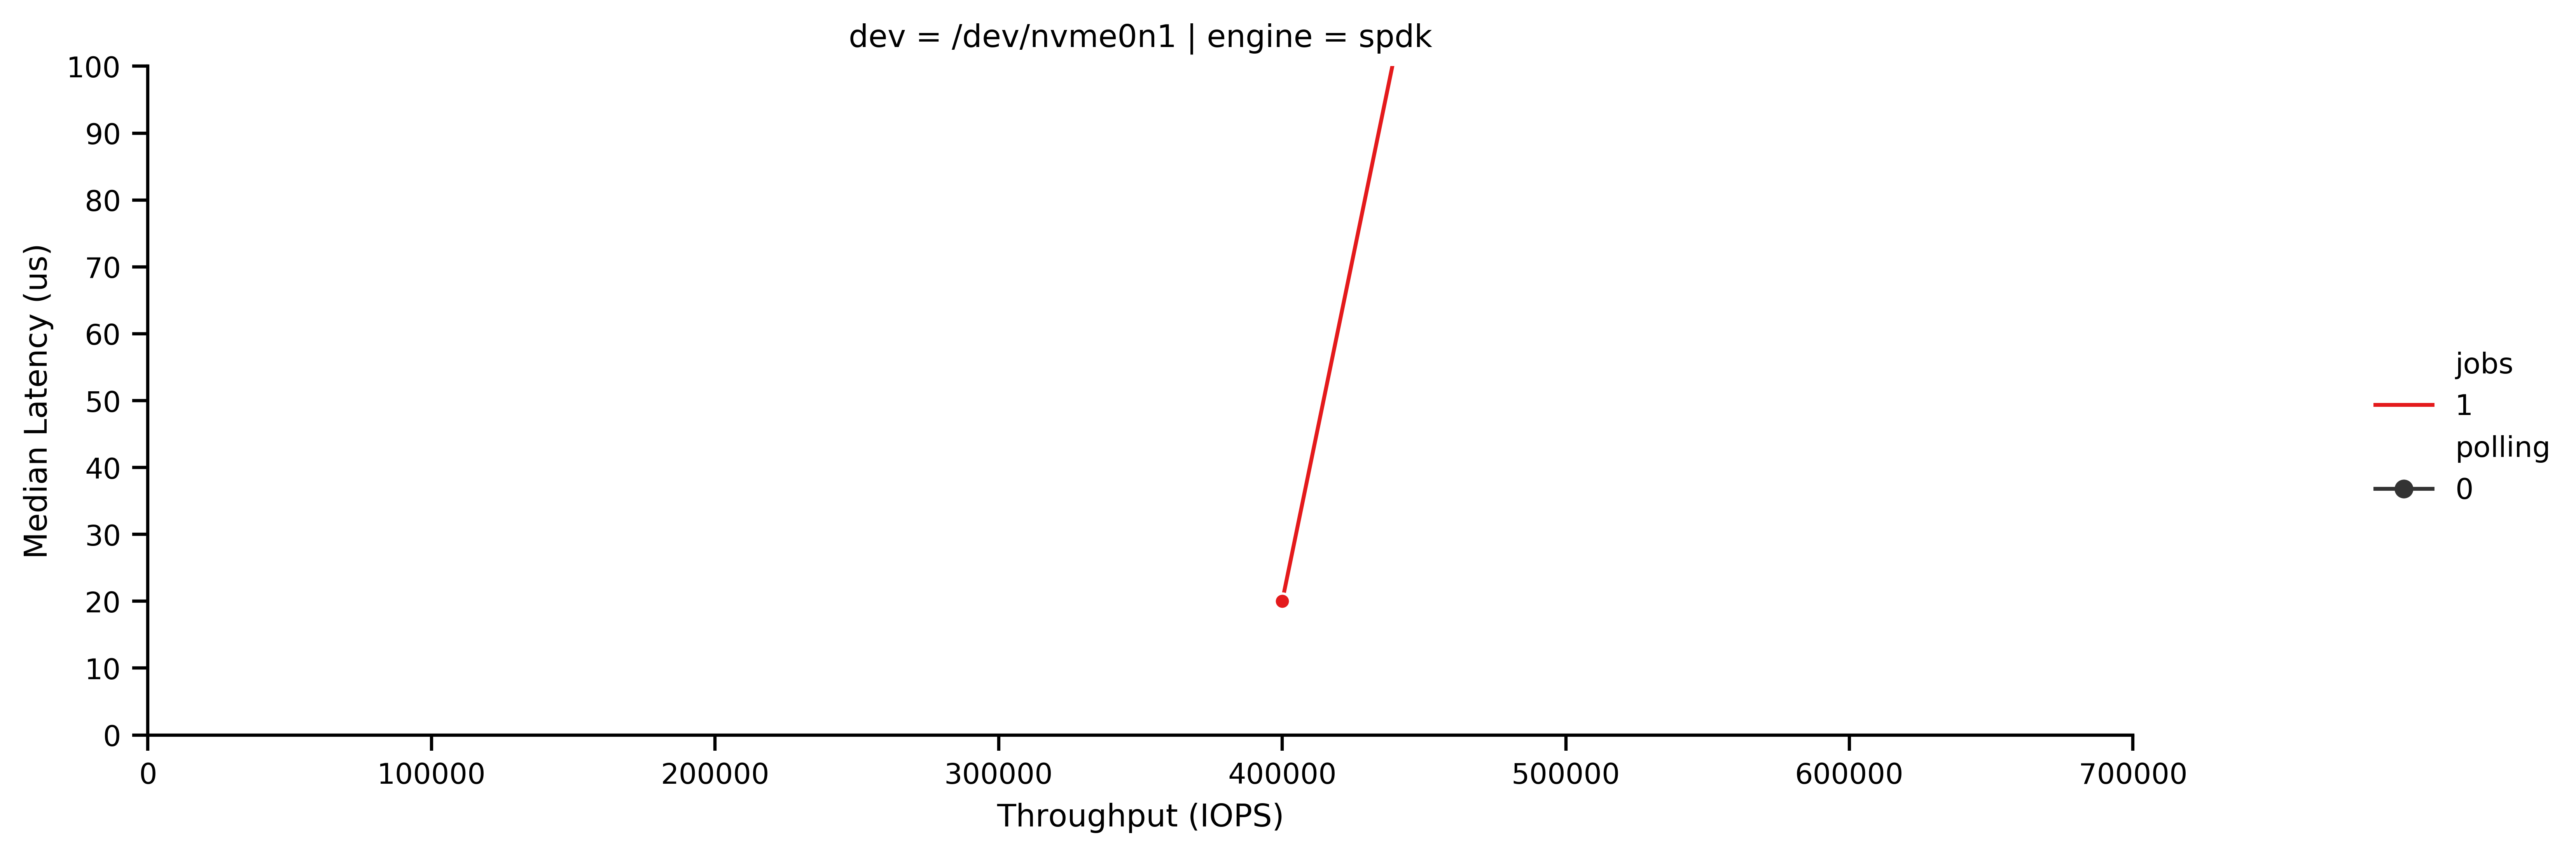 dev = /dev/nvme0n1 | engine = spdk
100
90
80
70
60
50
40
30
20
10
0
Median Latency (us)
0 100000 200000 300000 400000 500000 600000 700000
Throughput (IOPS)
jobs
1
polling
0